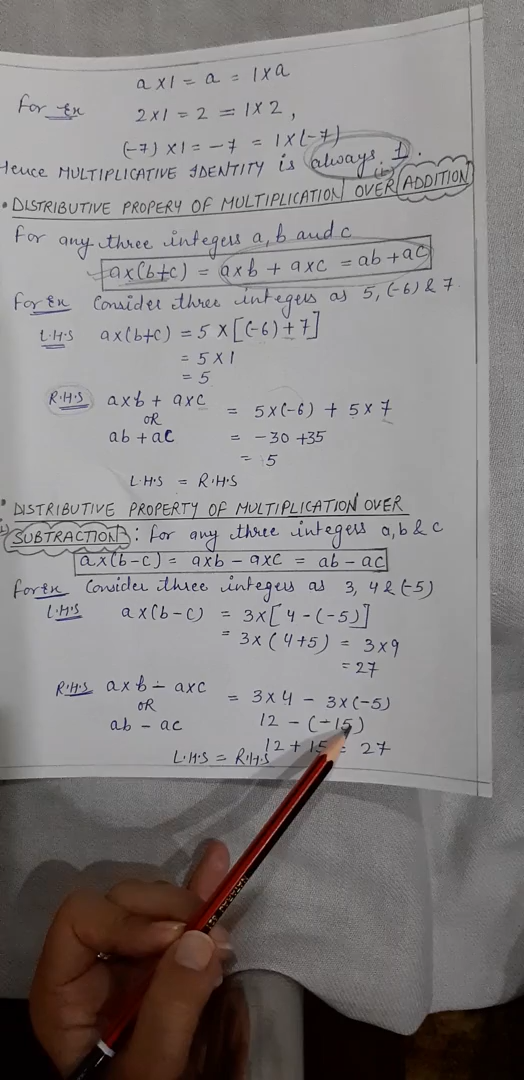 a×1 = a = 1×a
For Ex 2×1 = 2 = 1×2,
(-7)×1 = -7 = 1×(-7)
Hence MULTIPLICATIVE IDENTITY is always 1.
• DISTRIBUTIVE PROPERY OF MULTIPLICATION OVER (ii) ADDITION
For any three integers a, b and c
a×(b+c) = a×b + a×c = ab + ac
For Ex Consider three integers as 5, (-6) & 7
L.H.S a×(b+c) = 5×[(-6)+7]
= 5×1
= 5
R.H.S a×b + a×c = 5×(-6) + 5×7
OR
ab + ac = -30 + 35
= 5
L.H.S = R.H.S
• DISTRIBUTIVE PROPERTY OF MULTIPLICATION OVER
SUBTRACTION : For any three integers a, b & c
a×(b-c) = a×b - a×c = ab - ac
For Ex Consider three integers as 3, 4 & (-5)
L.H.S a×(b-c) = 3×[4-(-5)]
= 3×(4+5) = 3×9
= 27
R.H.S a×b - a×c = 3×4 - 3×(-5)
OR
ab - ac 12 - (-15)
12 + 15 = 27
L.H.S = R.H.S